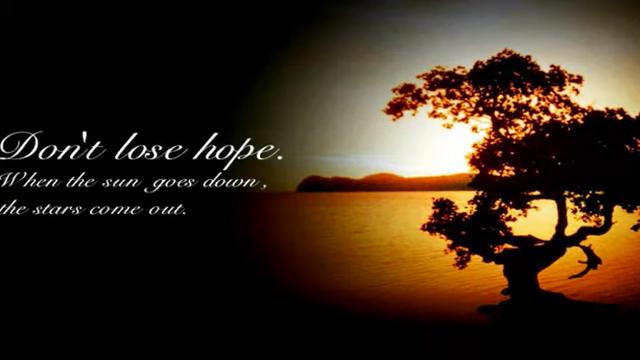 Don't lose hope.
When the sun goes down,
the stars come out.